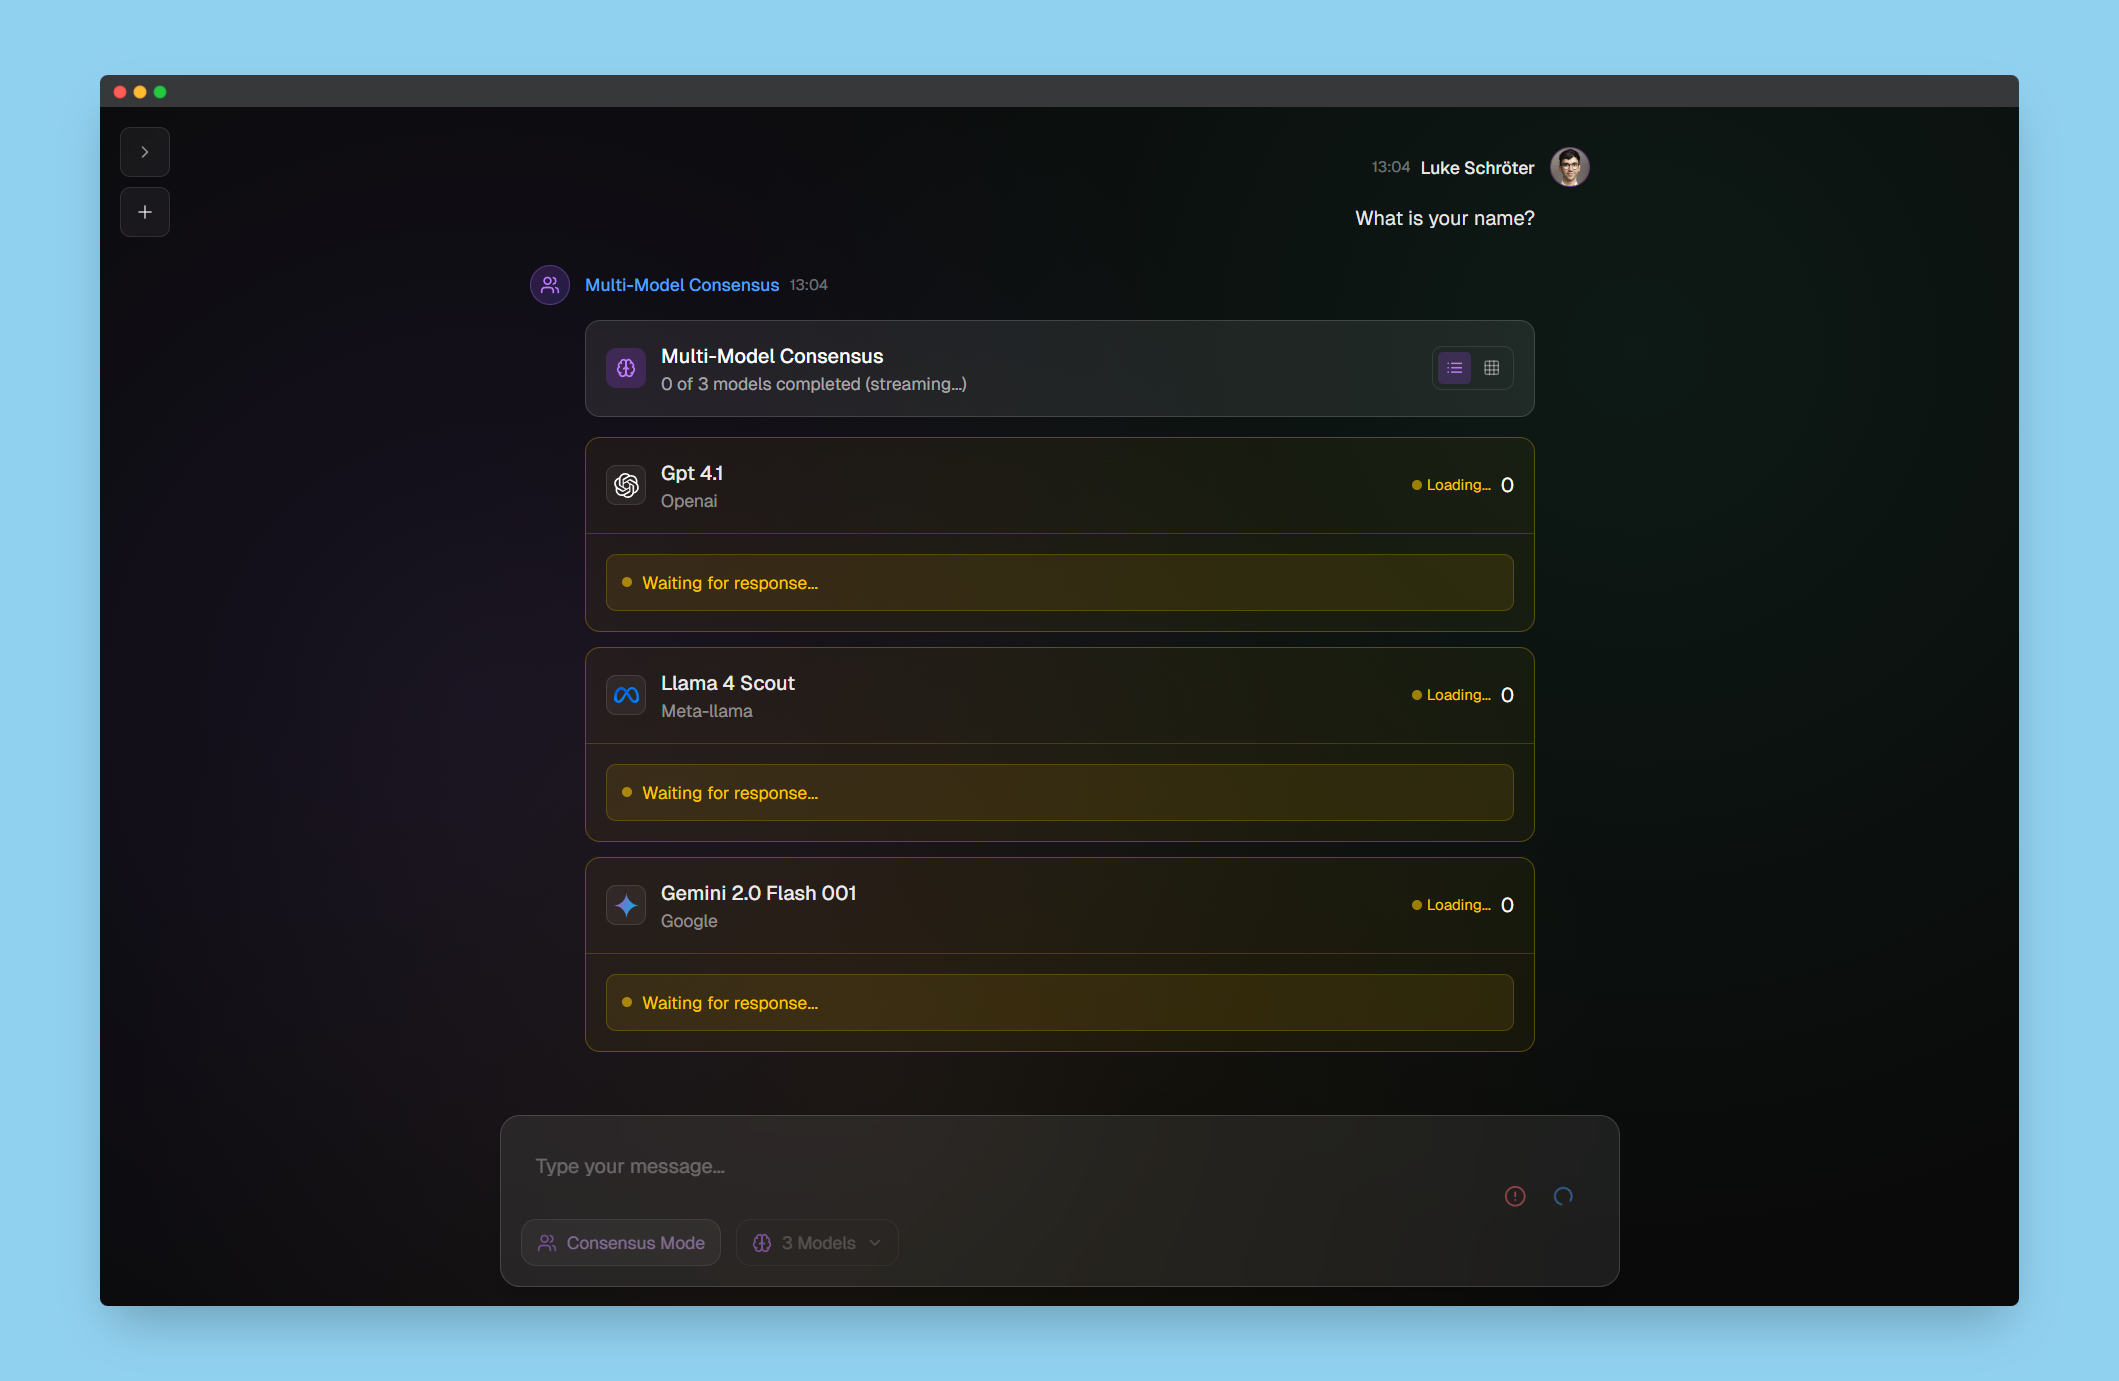 13:04 Luke Schröter
What is your name?
Multi-Model Consensus 13:04
Multi-Model Consensus
0 of 3 models completed (streaming...)
Gpt 4.1
Openai
Loading... 0
Waiting for response...
Llama 4 Scout
Meta-llama
Loading... 0
Waiting for response...
Gemini 2.0 Flash 001
Google
Loading... 0
Waiting for response...
Type your message...
Consensus Mode
3 Models